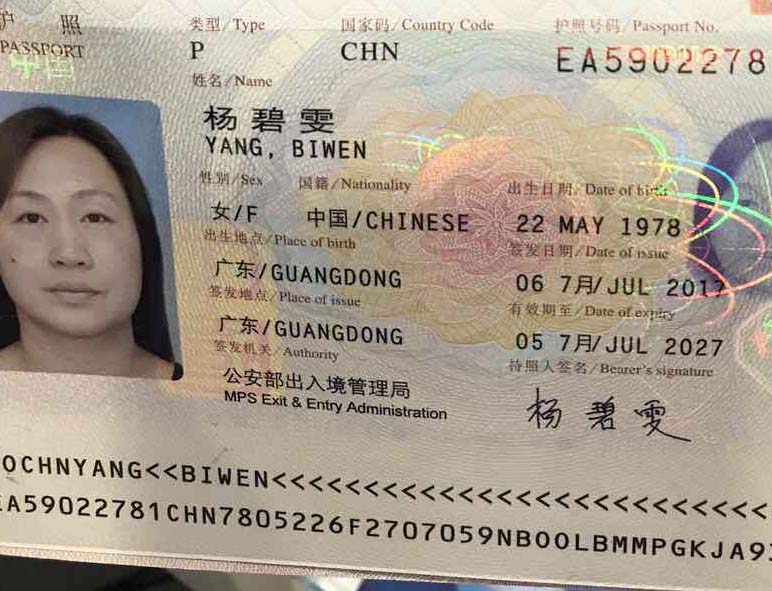 护 照 类型/Type 国家码/Country Code 护照号码/Passport No.
PASSPORT P CHN EA5902278
中国
姓名/Name
杨碧雯
YANG, BIWEN
性别/Sex 国籍/Nationality 出生日期/Date of birth
女/F 中国/CHINESE 22 MAY 1978
出生地点/Place of birth 签发日期/Date of issue
广东/GUANGDONG 06 7月/JUL 2017
签发地点/Place of issue 有效期至/Date of expiry
广东/GUANGDONG 05 7月/JUL 2027
签发机关/Authority 持照人签名/Bearer's signature
公安部出入境管理局
MPS Exit & Entry Administration
杨碧雯
OCHNYANG<<BIWEN<<<<<<<<<<<<<<<<<<<<<<<<<<<
EA59022781CHN7805226F2707059NBOOLBMMPGKJA93